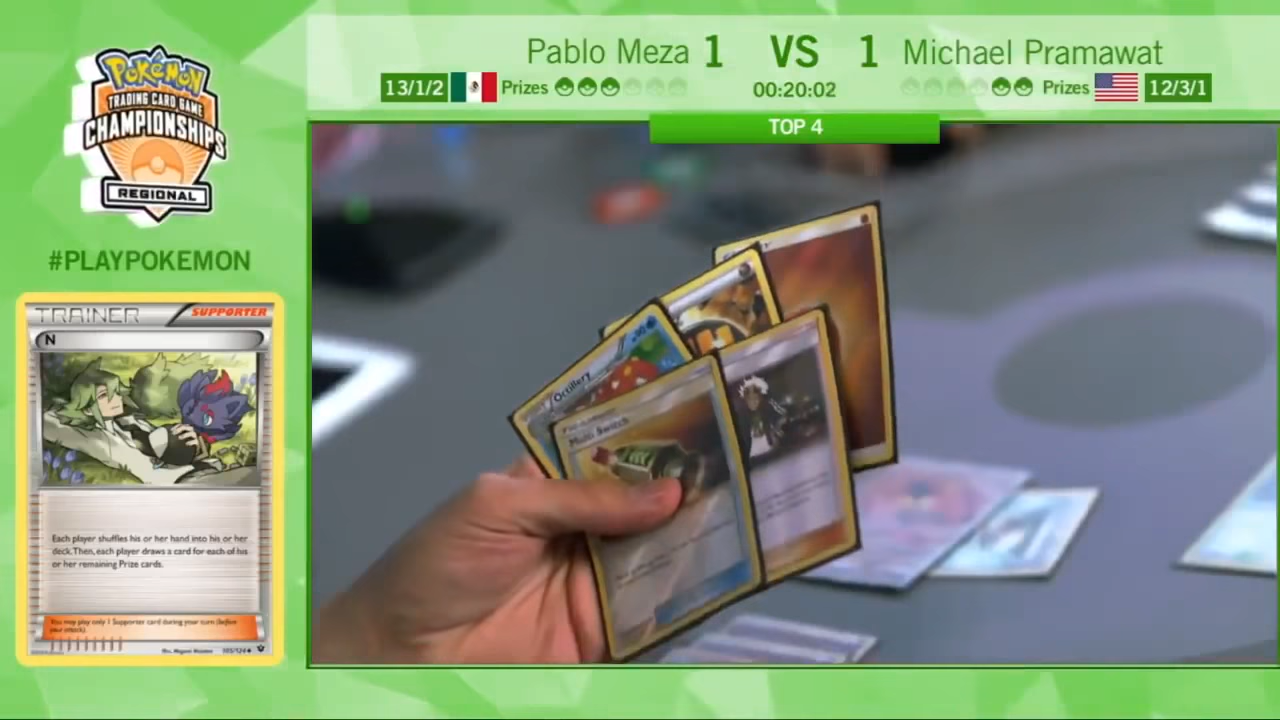 Pokémon
TRADING CARD GAME
CHAMPIONSHIPS
REGIONAL
#PLAYPOKEMON
Pablo Meza 1 VS 1 Michael Pramawat
13/1/2 Prizes 00:20:02 Prizes 12/3/1
TOP 4
TRAINER SUPPORTER
N
Each player shuffles his or her hand into his or her
deck. Then, each player draws a card for each of his
or her remaining Prize cards.
You may play only 1 Supporter card during your turn (before
your attack).
105/124
Octillery
Multi Switch